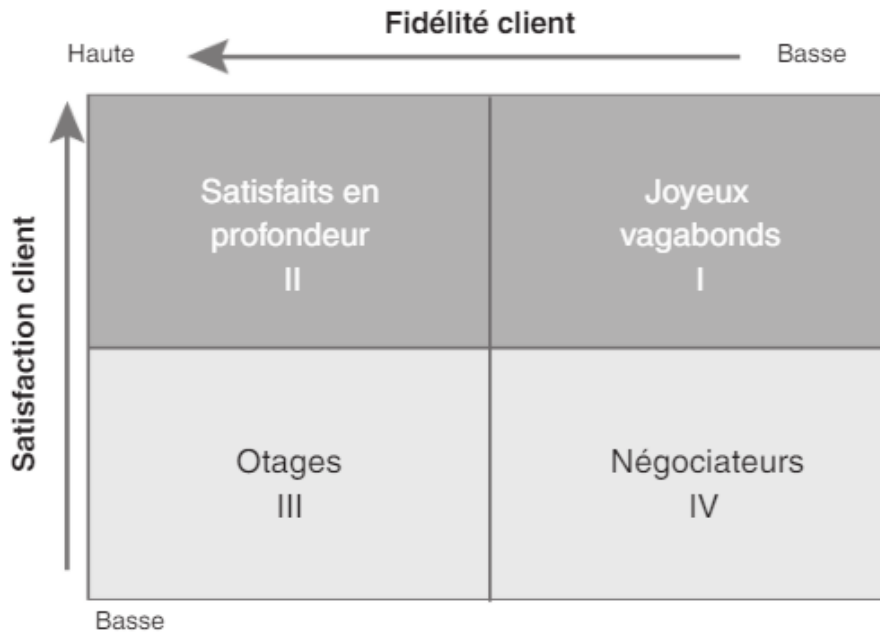 Fidélité client
Haute
Basse
Satisfaction client
Satisfaits en
profondeur
II
Joyeux
vagabonds
I
Otages
III
Négociateurs
IV
Basse